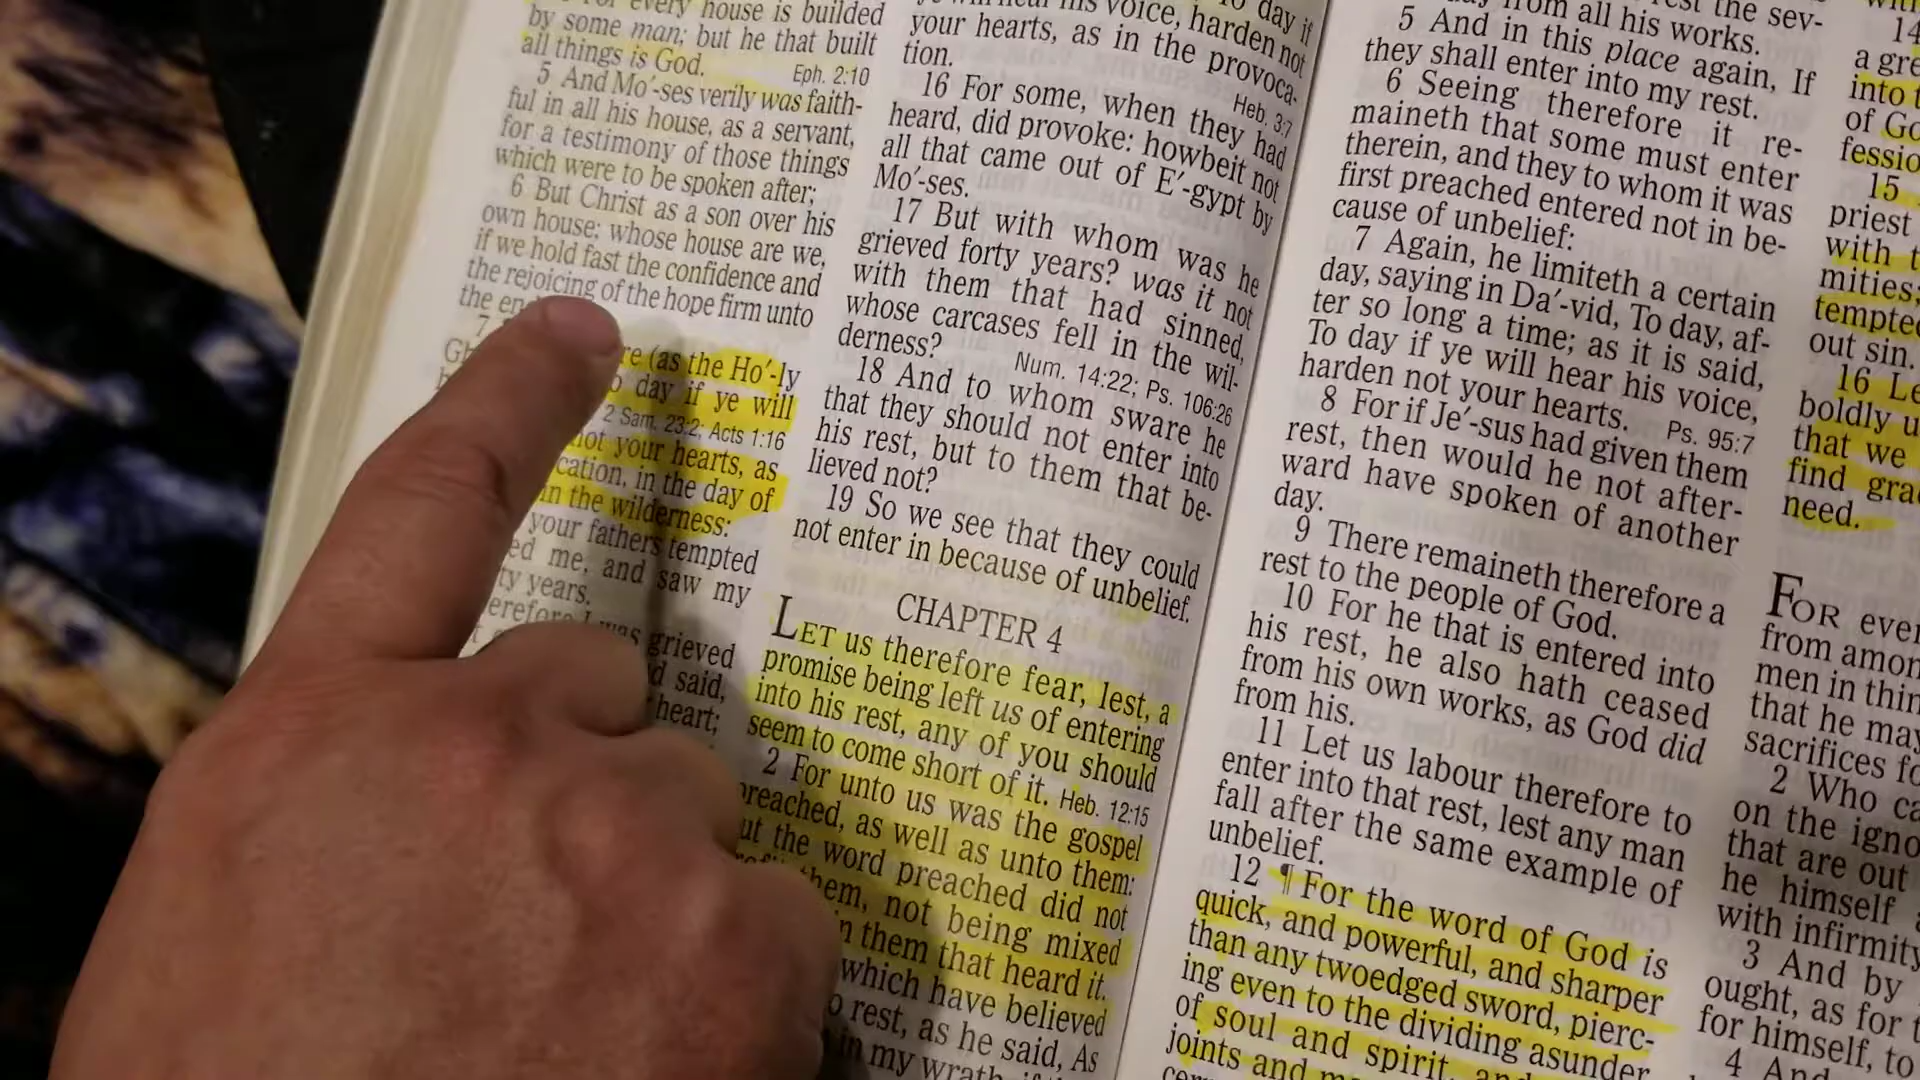 every house is builded
by some man; but he that built
all things is God. Eph. 2:10
5 And Mo′-ses verily was faith-
ful in all his house, as a servant,
for a testimony of those things
which were to be spoken after;
6 But Christ as a son over his
own house; whose house are we,
if we hold fast the confidence and
the rejoicing of the hope firm unto
the
7 (as the Ho′-ly
day if ye will
2 Sam. 23:2; Acts 1:16
not your hearts, as
in the day of
in the wilderness:
your fathers tempted
me, and saw my
years.
was grieved
said,
heart;
voice, harden not
your hearts, as in the provoca-
tion. Heb. 3:7
16 For some, when they had
heard, did provoke: howbeit not
all that came out of E′-gypt by
Mo′-ses.
17 But with whom was he
grieved forty years? was it not
with them that had sinned,
whose carcases fell in the wil-
derness? Num. 14:22; Ps. 106:26
18 And to whom sware he
that they should not enter into
his rest, but to them that be-
lieved not?
19 So we see that they could
not enter in because of unbelief.
CHAPTER 4
LET us therefore fear, lest, a
promise being left us of entering
into his rest, any of you should
seem to come short of it. Heb. 12:15
2 For unto us was the gospel
preached, as well as unto them:
the word preached did not
them, not being mixed
in them that heard it.
which have believed
rest, as he said, As
in my wrath,
the sev-
from all his works.
5 And in this place again, If
they shall enter into my rest.
6 Seeing therefore it re-
maineth that some must enter
therein, and they to whom it was
first preached entered not in be-
cause of unbelief:
7 Again, he limiteth a certain
day, saying in Da′-vid, To day, af-
ter so long a time; as it is said,
To day if ye will hear his voice,
harden not your hearts. Ps. 95:7
8 For if Je′-sus had given them
rest, then would he not after-
ward have spoken of another
day.
9 There remaineth therefore a
rest to the people of God.
10 For he that is entered into
his rest, he also hath ceased
from his own works, as God did
from his.
11 Let us labour therefore to
enter into that rest, lest any man
fall after the same example of
unbelief.
12 ¶ For the word of God is
quick, and powerful, and sharper
than any twoedged sword, pierc-
ing even to the dividing asunder
of soul and spirit,
joints and
14
a
into
of
15
priest
with
mities;
tempted
out sin.
16
boldly
that we
find
need.
FOR
from
men in
that he may
sacrifices
2 Who
on the
that are out
he himself
with infirmity
3 And by
ought, as for
for himself, to
4